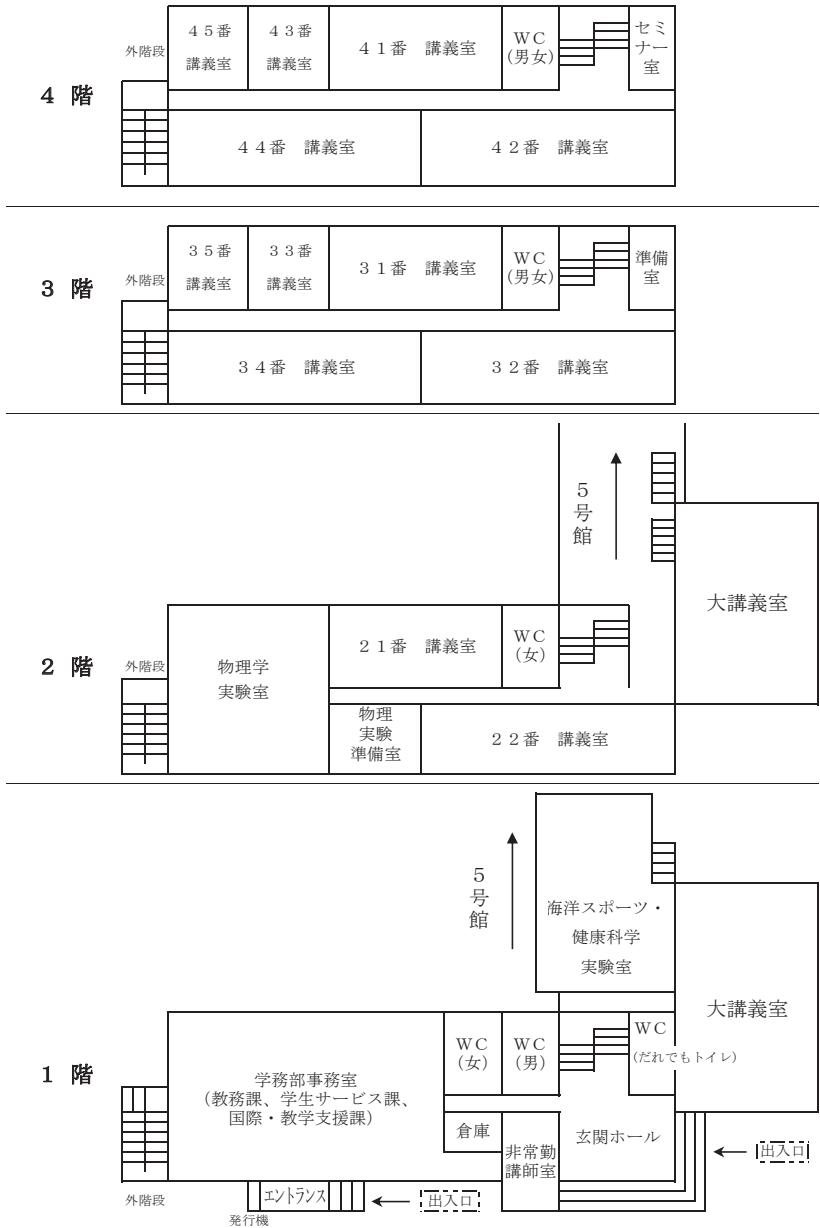 ４ 階
外階段
４５番
講義室
４３番
講義室
４１番　講義室
ＷＣ
(男女)
セミ
ナー
室
４４番　講義室
４２番　講義室
３ 階
外階段
３５番
講義室
３３番
講義室
３１番　講義室
ＷＣ
(男女)
準備
室
３４番　講義室
３２番　講義室
２ 階
外階段
５
号
館
大講義室
物理学
実験室
２１番　講義室
ＷＣ
(女)
物理
実験
準備室
２２番　講義室
１ 階
５
号
館
海洋スポーツ・
健康科学
実験室
大講義室
学務部事務室
(教務課、学生サービス課、
国際・教学支援課)
ＷＣ
(女)
ＷＣ
(男)
ＷＣ
(だれでもトイレ)
倉庫
非常勤
講師室
玄関ホール
出入口
外階段
エントランス
発行機
出入口